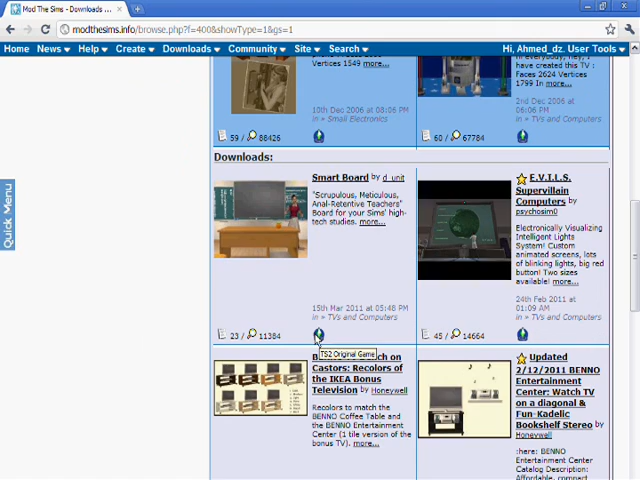 Mod The Sims - Downloads ...
modthesims.info/browse.php?f=400&showType=1&gs=1
Home News Help Create Downloads Community Site Search Hi, Ahmed_dz. User Tools
Quick Menu
Vertices 1549 more...
10th Dec 2006 at 08:06 PM
in » Small Electronics
59 / 88426
have created this TV :
Faces 2624 Vertices
1799 In more...
2nd Dec 2006 at
06:06 PM
in » TVs and Computers
60 / 67784
Downloads:
Smart Board by d_unit
"Scrupulous, Meticulous,
Anal-Retentive Teachers"
Board for your Sims' high-
tech studies. more...
15th Mar 2011 at 05:48 PM
in » TVs and Computers
23 / 11384
E.V.I.L.S.
Supervillain
Computers by
psychosim0
Electronically Visualizing
Intelligent Lights
System! Custom
animated screens, lots
of blinking lights, big red
button! Two sizes
available! more...
24th Feb 2011 at
01:09 AM
in » TVs and Computers
45 / 14664
TS2 Original Game
on
Castors: Recolors of
the IKEA Bonus
Television by Honeywell
Recolors to match the
BENNO Coffee Table and
the BENNO Entertainment
Center (1 tile version of the
bonus TV). more...
Updated
2/12/2011 BENNO
Entertainment
Center: Watch TV
on a diagonal &
Fun-Kadelic
Bookshelf Stereo by
Honeywell
:here: BENNO
Entertainment Center
Catalog Description:
Affordable, compact,